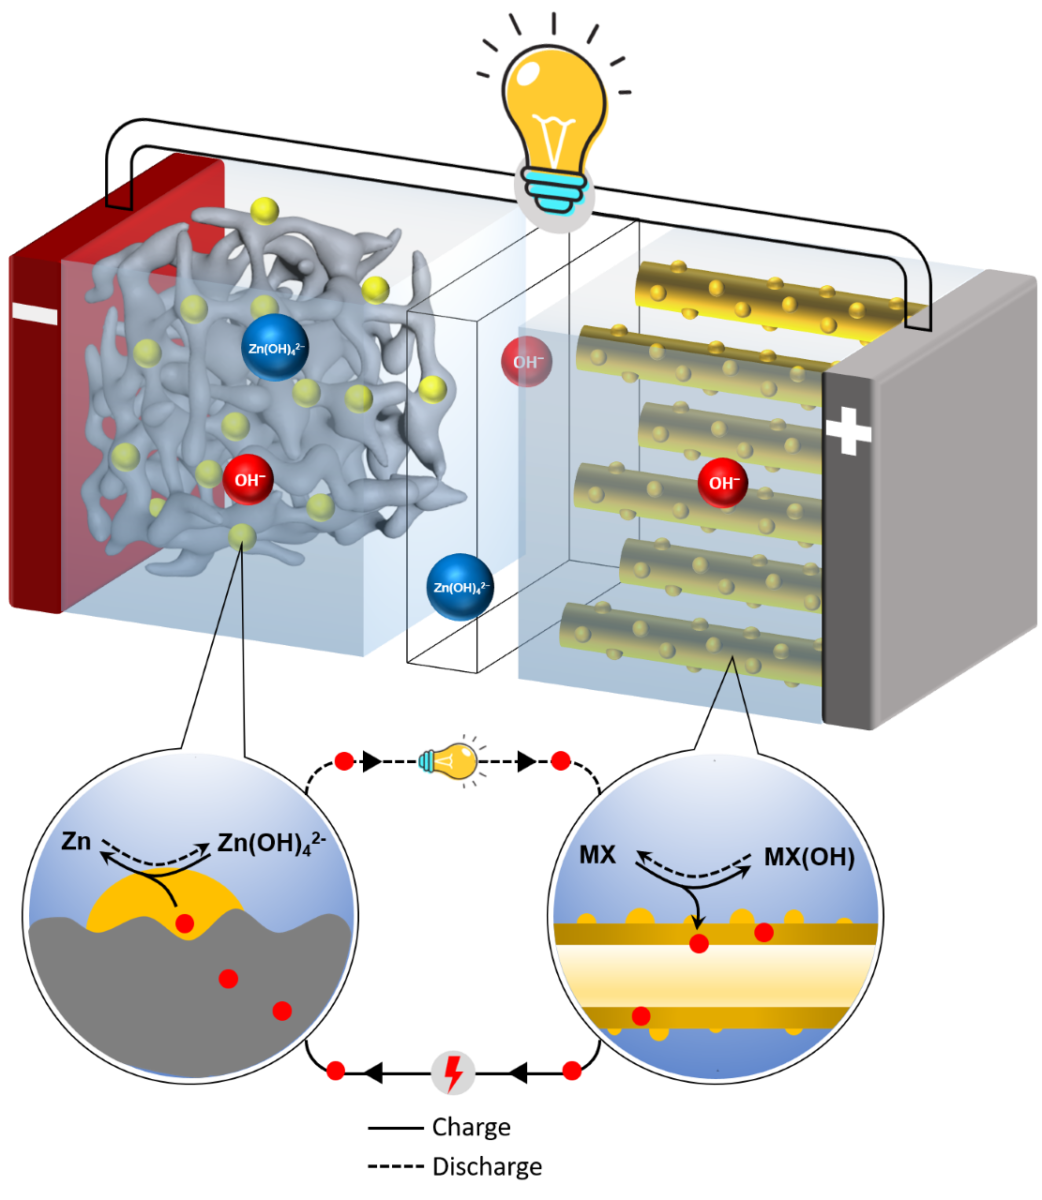 −
Zn(OH)₄²⁻
OH⁻
+
OH⁻
OH⁻
Zn(OH)₄²⁻
Zn
Zn(OH)₄²⁻
MX
MX(OH)
Charge
Discharge